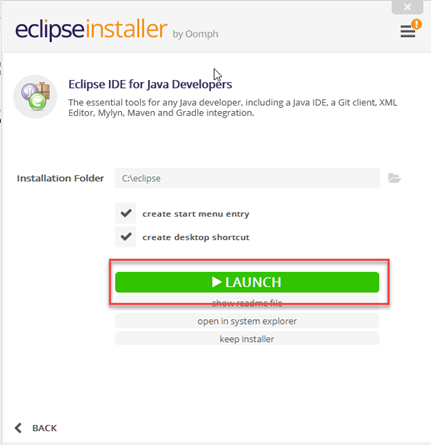 eclipseinstaller by Oomph
Eclipse IDE for Java Developers
The essential tools for any Java developer, including a Java IDE, a Git client, XML
Editor, Mylyn, Maven and Gradle integration.
Installation Folder C:\eclipse
create start menu entry
create desktop shortcut
LAUNCH
show readme file
open in system explorer
keep installer
BACK